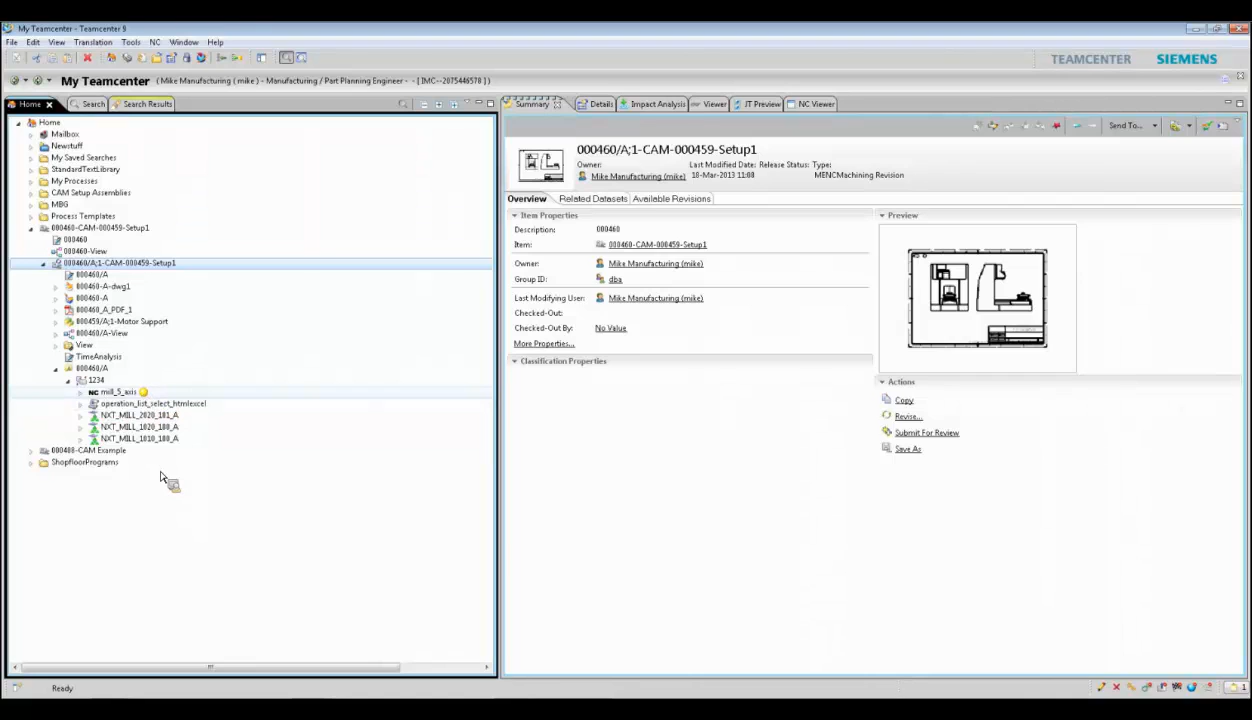 My Teamcenter - Teamcenter 9
File Edit View Translation Tools NC Window Help
TEAMCENTER SIEMENS
My Teamcenter ( Mike Manufacturing ( mike ) - Manufacturing / Part Planning Engineer - - [ IMC--2075446578 ] )
Home Search Search Results
Home
Mailbox
Newstuff
My Saved Searches
StandardTextLibrary
My Processes
CAM Setup Assemblies
MBG
Process Templates
000460-CAM-000459-Setup1
000460
000460-View
000460/A;1-CAM-000459-Setup1
000460/A
000460-A-dwg1
000460-A
000460_A_PDF_1
000459/A;1-Motor Support
000460/A-View
View
TimeAnalysis
000460/A
1234
NC mill_5_axis
operation_list_select_htmlexcel
NXT_MILL_2020_101_A
NXT_MILL_1020_100_A
NXT_MILL_1010_100_A
000408-CAM Example
ShopfloorPrograms
Summary Details Impact Analysis Viewer JT Preview NC Viewer
Send To...
000460/A;1-CAM-000459-Setup1
Owner: Last Modified Date: Release Status: Type:
Mike Manufacturing (mike) 18-Mar-2013 11:08 MENCMachining Revision
Overview Related Datasets Available Revisions
Item Properties
Description: 000460
Item: 000460-CAM-000459-Setup1
Owner: Mike Manufacturing (mike)
Group ID: dba
Last Modifying User: Mike Manufacturing (mike)
Checked-Out:
Checked-Out By: No Value
More Properties...
Classification Properties
Preview
Actions
Copy
Revise...
Submit For Review
Save As
Ready
1